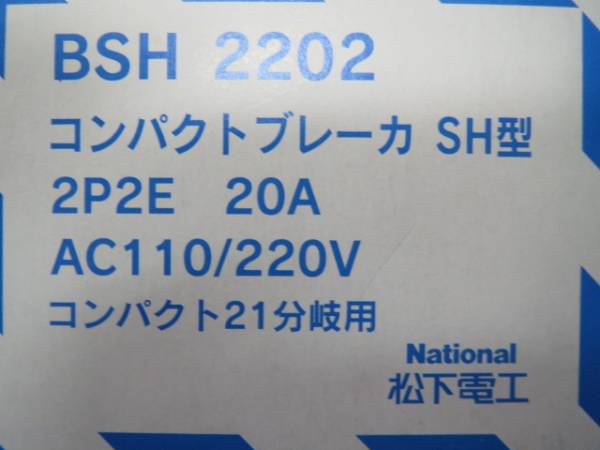 BSH 2202
コンパクトブレーカ SH型
2P2E 20A
AC110/220V
コンパクト21分岐用
National
松下電工